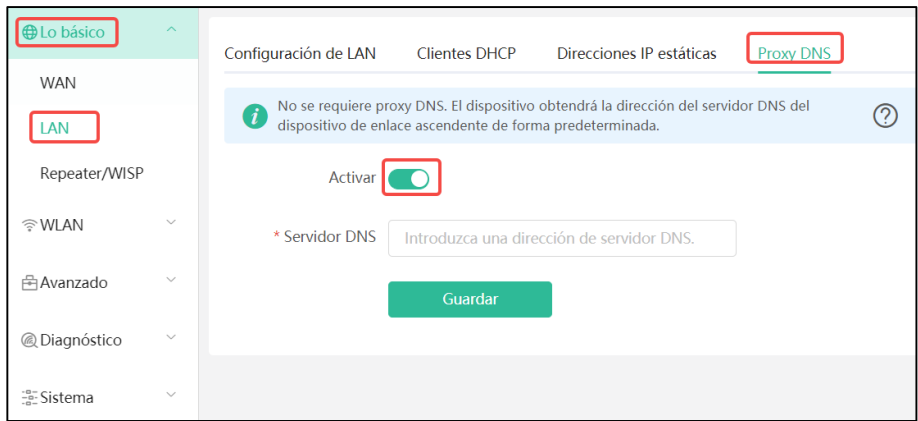 Lo básico
WAN
LAN
Repeater/WISP
WLAN
Avanzado
Diagnóstico
Sistema
Configuración de LAN Clientes DHCP Direcciones IP estáticas Proxy DNS
No se requiere proxy DNS. El dispositivo obtendrá la dirección del servidor DNS del
dispositivo de enlace ascendente de forma predeterminada.
Activar
* Servidor DNS Introduzca una dirección de servidor DNS.
Guardar